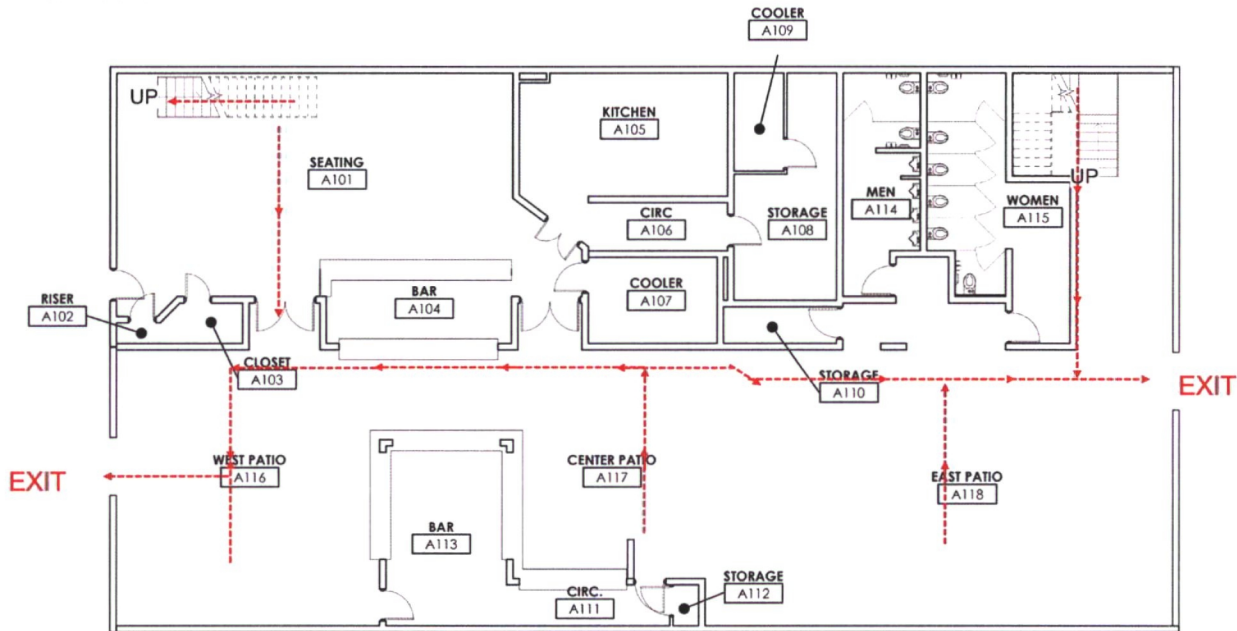 COOLER
A109
UP
KITCHEN
A105
SEATING
A101
CIRC
A106
STORAGE
A108
MEN
A114
UP
WOMEN
A115
RISER
A102
BAR
A104
COOLER
A107
CLOSET
A103
STORAGE
A110
EXIT
EXIT
WEST PATIO
A116
CENTER PATIO
A117
EAST PATIO
A118
BAR
A113
CIRC.
A111
STORAGE
A112